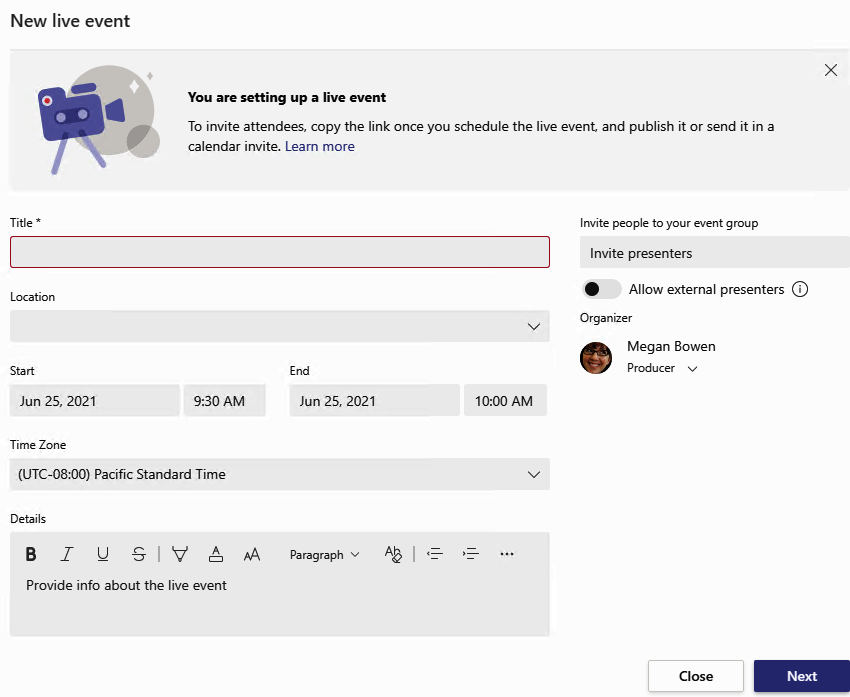 New live event
You are setting up a live event
To invite attendees, copy the link once you schedule the live event, and publish it or send it in a
calendar invite. Learn more
Title *
Location
Start
End
Jun 25, 2021
9:30 AM
Jun 25, 2021
10:00 AM
Time Zone
(UTC-08:00) Pacific Standard Time
Details
B I U S A AA Paragraph Ab ...
Provide info about the live event
Invite people to your event group
Invite presenters
Allow external presenters
Organizer
Megan Bowen
Producer
Close
Next